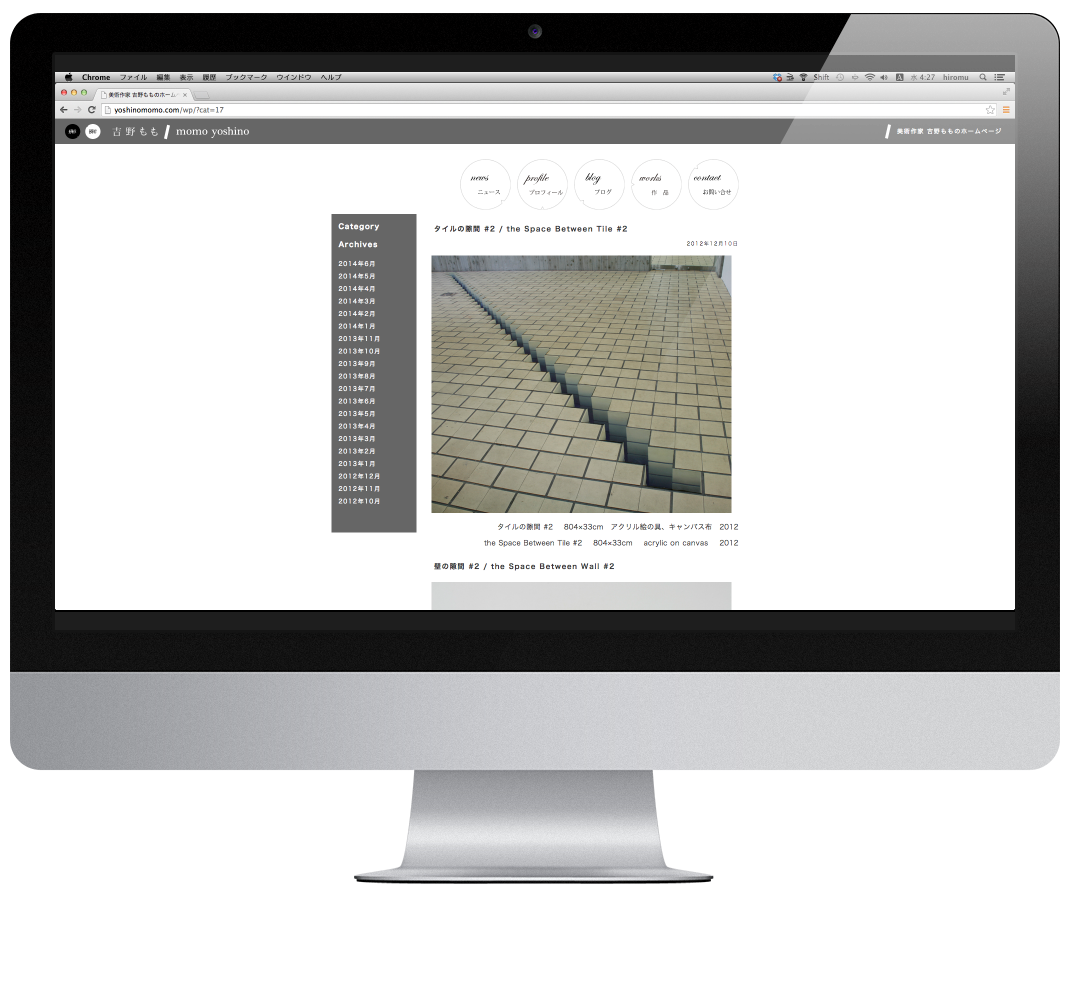 Chrome ファイル 編集 表示 履歴 ブックマーク ウインドウ ヘルプ
Shift A 水 4:27 hiromu
美術作家 吉野もものホーム
yoshinomomo.com/wp/?cat=17
吉野もも / momo yoshino
/ 美術作家 吉野もものホームページ
news profile blog works contact
ニュース プロフィール ブログ 作 品 お問い合せ
Category
Archives
2014年6月
2014年5月
2014年4月
2014年3月
2014年2月
2014年1月
2013年11月
2013年10月
2013年9月
2013年8月
2013年7月
2013年6月
2013年5月
2013年4月
2013年3月
2013年2月
2013年1月
2012年12月
2012年11月
2012年10月
タイルの隙間 #2 / the Space Between Tile #2
2012年12月10日
タイルの隙間 #2 804×33cm アクリル絵の具、キャンバス布 2012
the Space Between Tile #2 804×33cm acrylic on canvas 2012
壁の隙間 #2 / the Space Between Wall #2